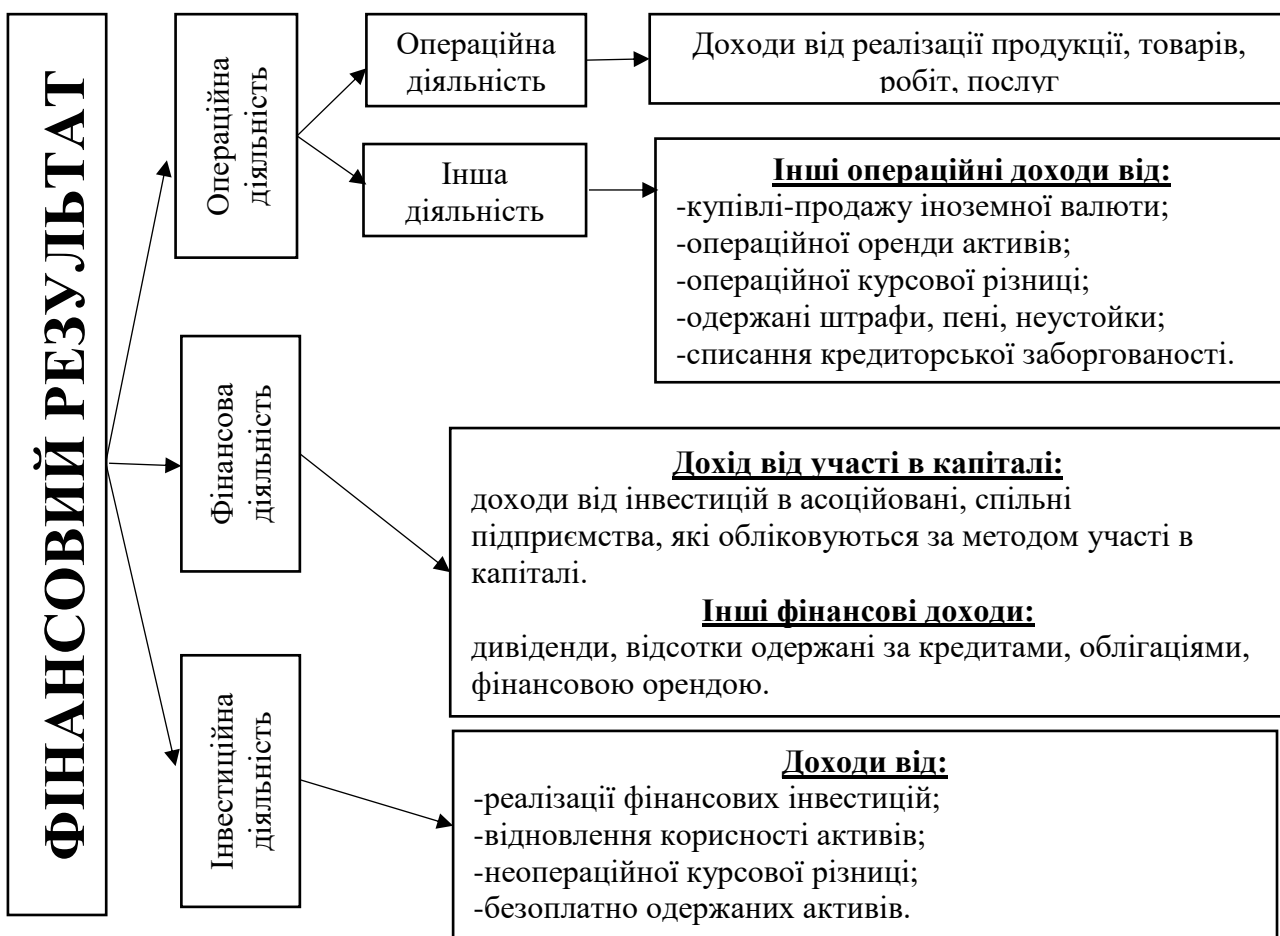 ФІНАНСОВИЙ РЕЗУЛЬТАТ
Операційна
діяльність
Операційна
діяльність
Доходи від реалізації продукції, товарів,
робіт, послуг
Інша
діяльність
Інші операційні доходи від:
-купівлі-продажу іноземної валюти;
-операційної оренди активів;
-операційної курсової різниці;
-одержані штрафи, пені, неустойки;
-списання кредиторської заборгованості.
Фінансова
діяльність
Дохід від участі в капіталі:
доходи від інвестицій в асоційовані, спільні
підприємства, які обліковуються за методом участі в
капіталі.
Інші фінансові доходи:
дивіденди, відсотки одержані за кредитами, облігаціями,
фінансовою орендою.
Інвестиційна
діяльність
Доходи від:
-реалізації фінансових інвестицій;
-відновлення корисності активів;
-неопераційної курсової різниці;
-безоплатно одержаних активів.